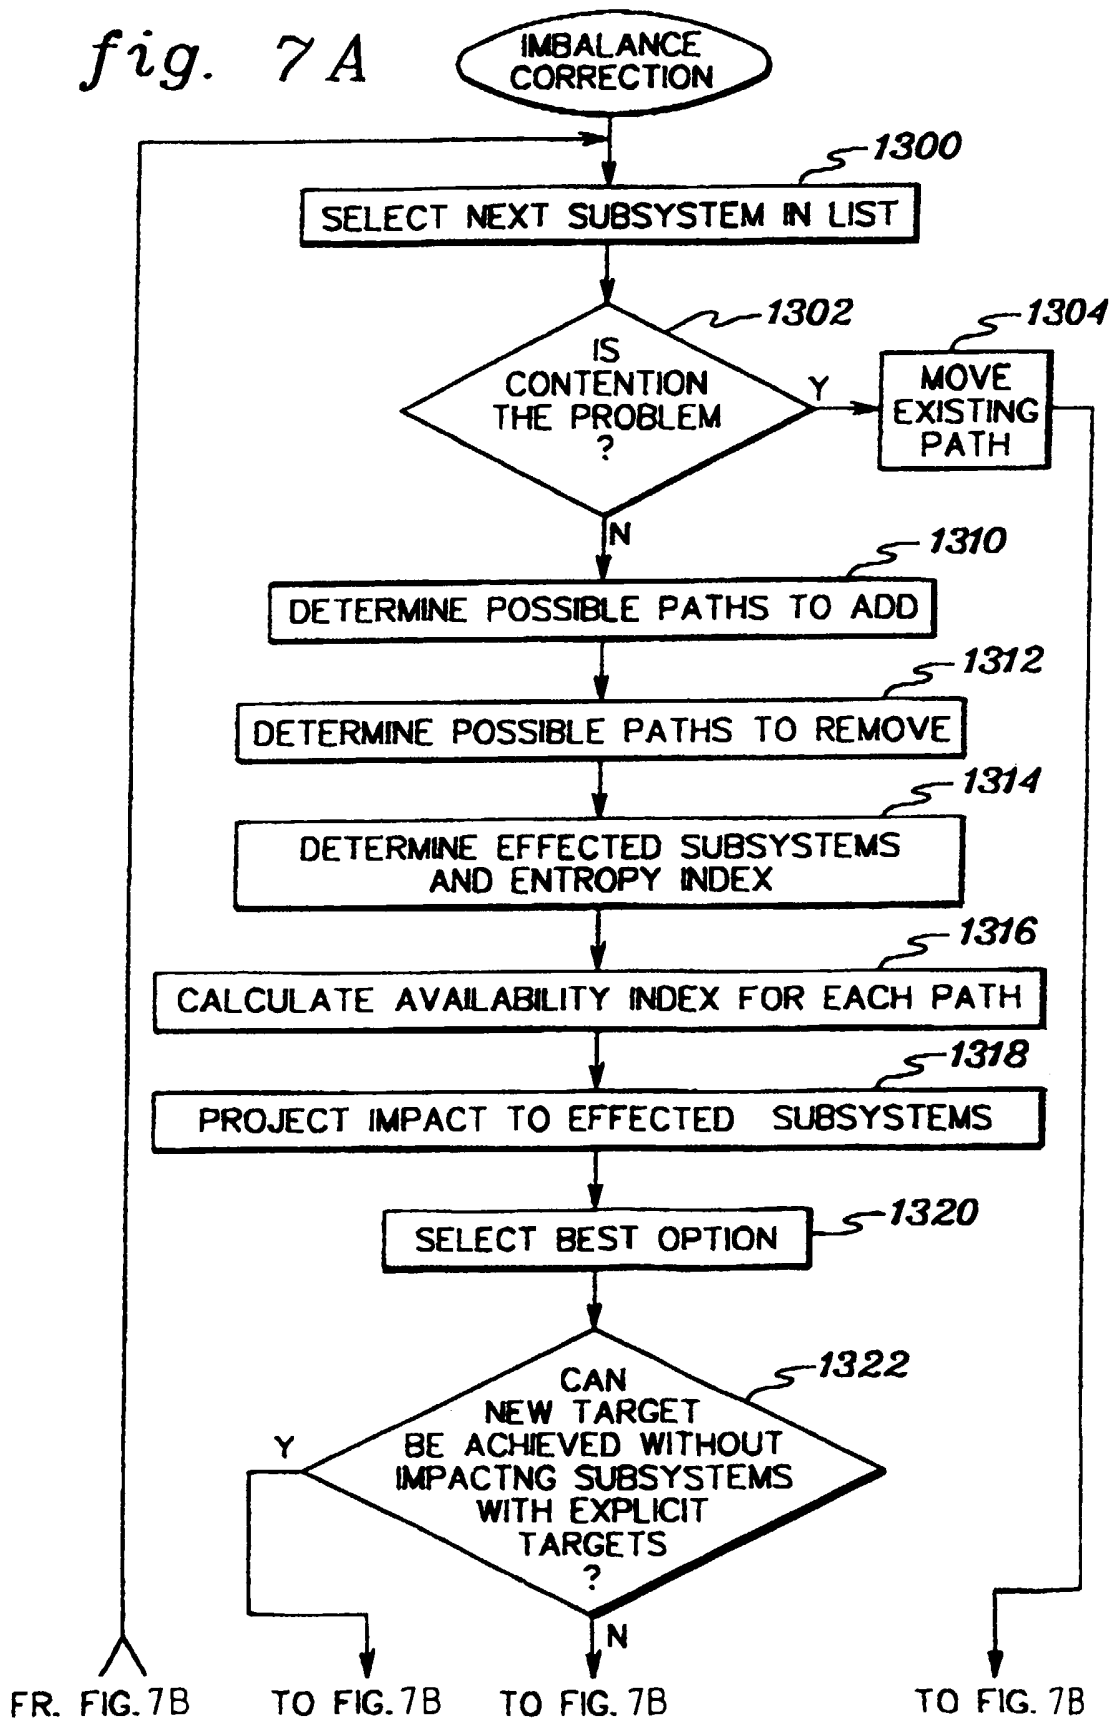 fig. 7A
IMBALANCE
CORRECTION
1300
SELECT NEXT SUBSYSTEM IN LIST
1302
IS
CONTENTION
THE PROBLEM
?
Y
1304
MOVE
EXISTING
PATH
N
1310
DETERMINE POSSIBLE PATHS TO ADD
1312
DETERMINE POSSIBLE PATHS TO REMOVE
1314
DETERMINE EFFECTED SUBSYSTEMS
AND ENTROPY INDEX
1316
CALCULATE AVAILABILITY INDEX FOR EACH PATH
1318
PROJECT IMPACT TO EFFECTED SUBSYSTEMS
1320
SELECT BEST OPTION
1322
CAN
NEW TARGET
BE ACHIEVED WITHOUT
IMPACTNG SUBSYSTEMS
WITH EXPLICIT
TARGETS
?
Y
N
FR. FIG. 7B
TO FIG. 7B
TO FIG. 7B
TO FIG. 7B